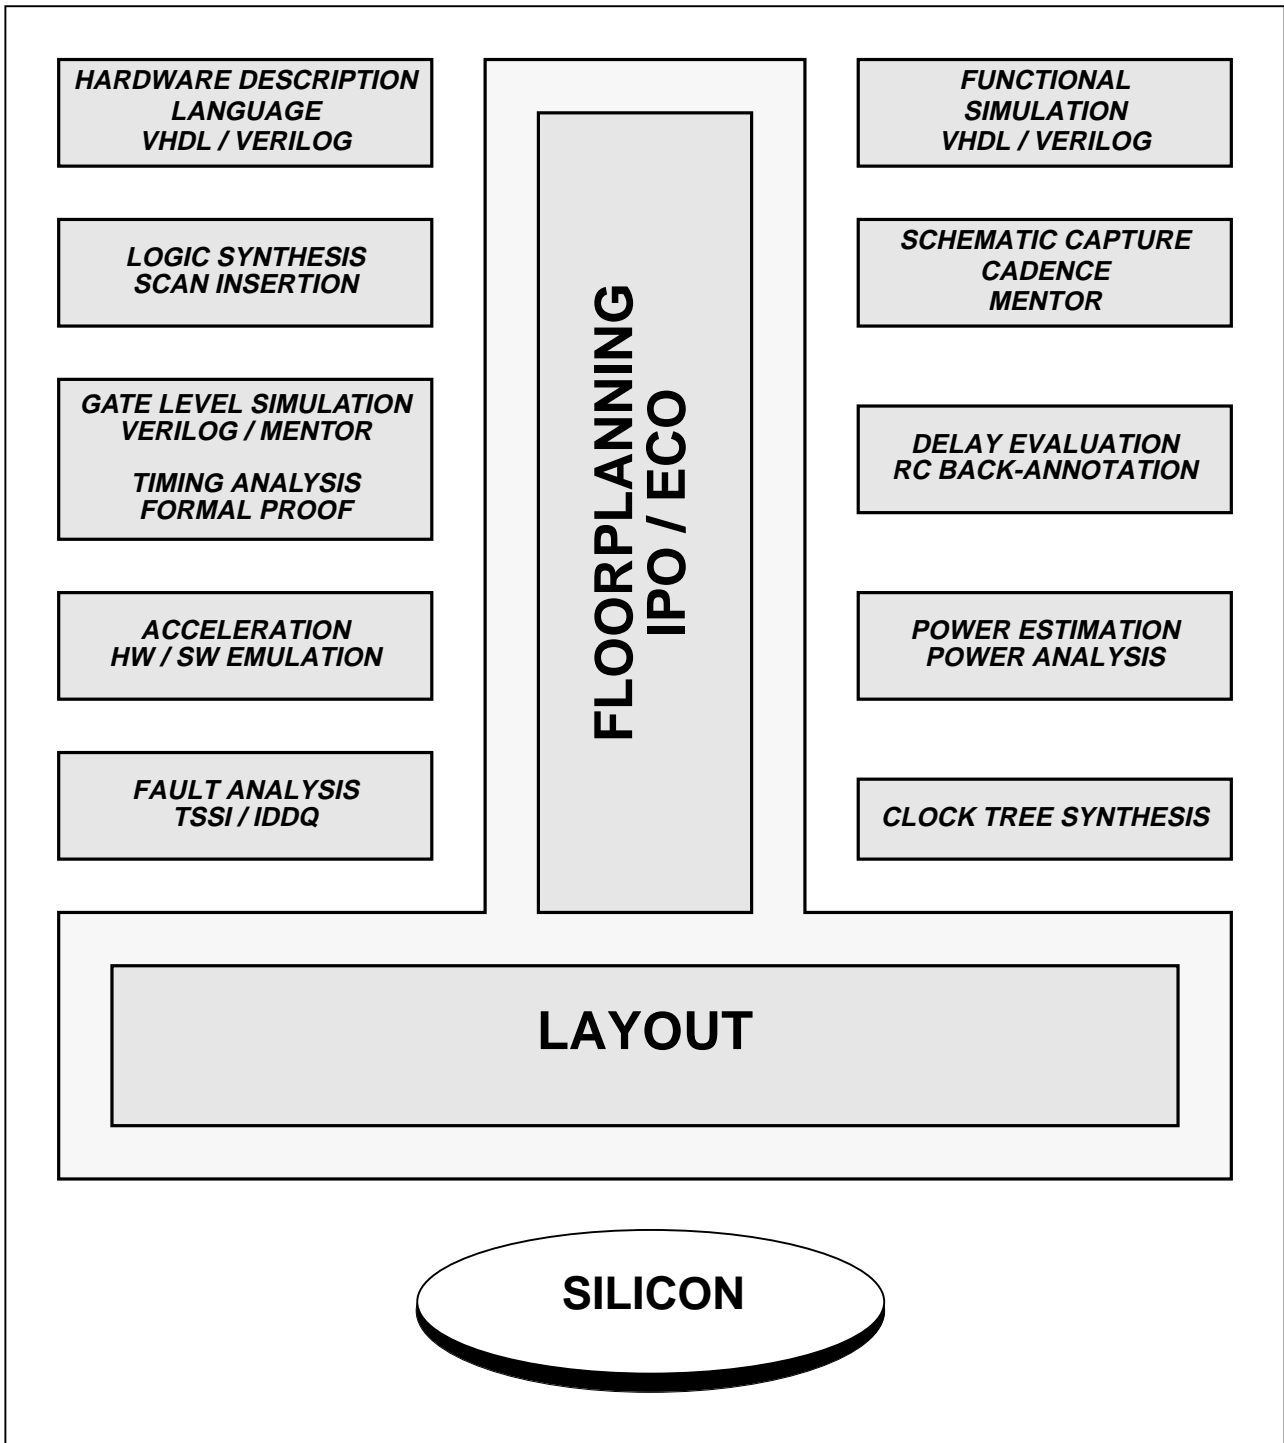 HARDWARE DESCRIPTION
LANGUAGE
VHDL / VERILOG
LOGIC SYNTHESIS
SCAN INSERTION
GATE LEVEL SIMULATION
VERILOG / MENTOR
TIMING ANALYSIS
FORMAL PROOF
ACCELERATION
HW / SW EMULATION
FAULT ANALYSIS
TSSI / IDDQ
FLOORPLANNING
IPO / ECO
FUNCTIONAL
SIMULATION
VHDL / VERILOG
SCHEMATIC CAPTURE
CADENCE
MENTOR
DELAY EVALUATION
RC BACK-ANNOTATION
POWER ESTIMATION
POWER ANALYSIS
CLOCK TREE SYNTHESIS
LAYOUT
SILICON